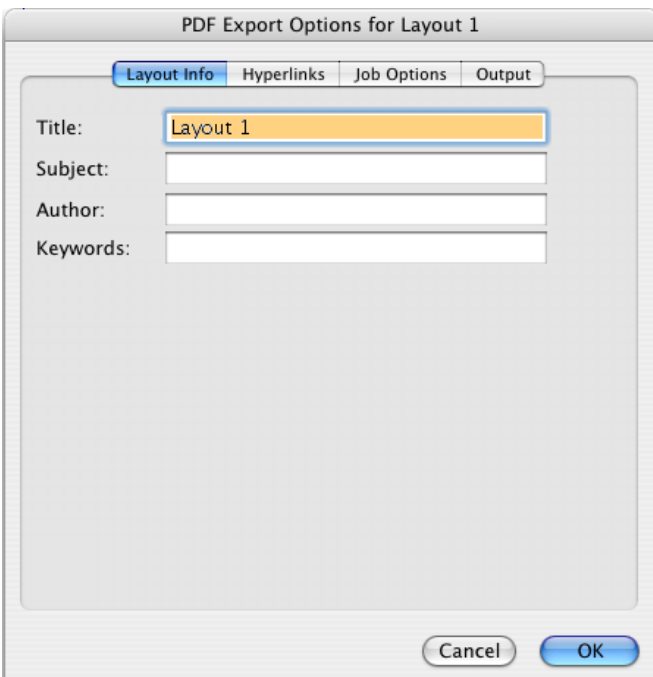 PDF Export Options for Layout 1
Layout Info Hyperlinks Job Options Output
Title: Layout 1
Subject:
Author:
Keywords:
Cancel OK